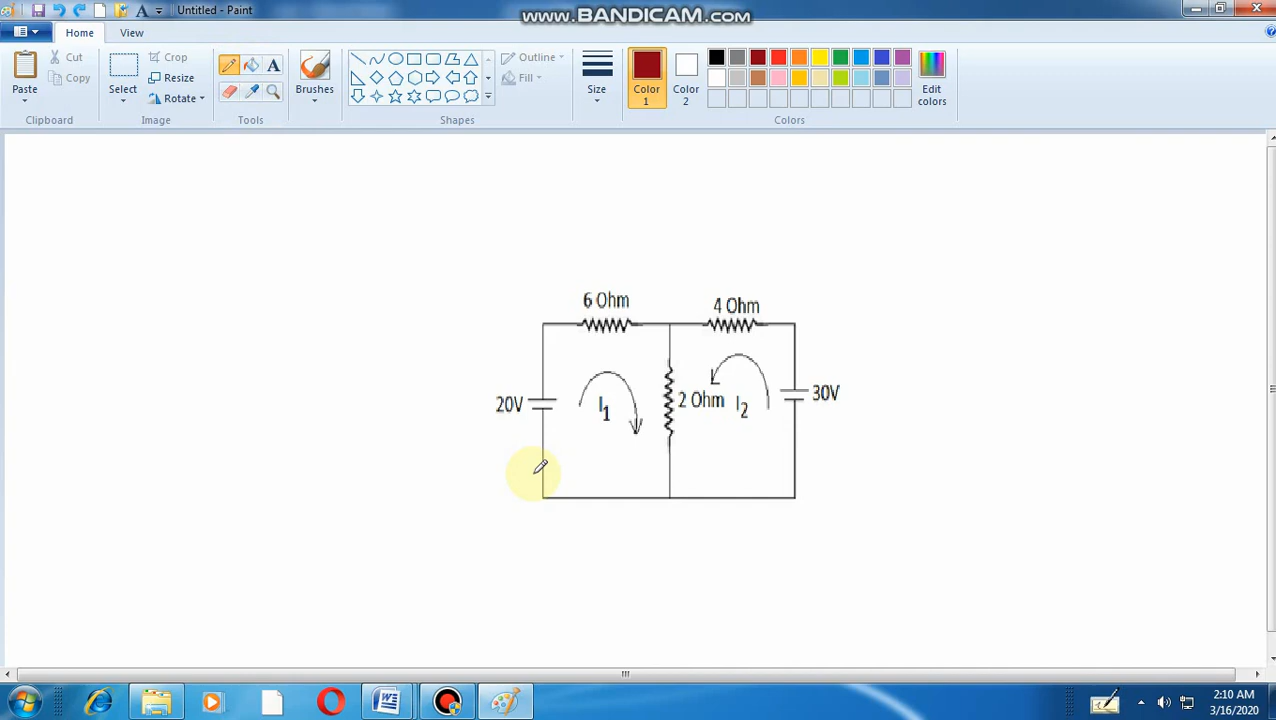 Untitled - Paint
www.BANDICAM.com
Home
View
Paste
Cut
Copy
Clipboard
Select
Crop
Resize
Rotate
Image
Tools
Brushes
Outline
Fill
Shapes
Size
Color 1
Color 2
Edit colors
Colors
6 Ohm
4 Ohm
20V
I1
2 Ohm
I2
30V
2:10 AM
3/16/2020